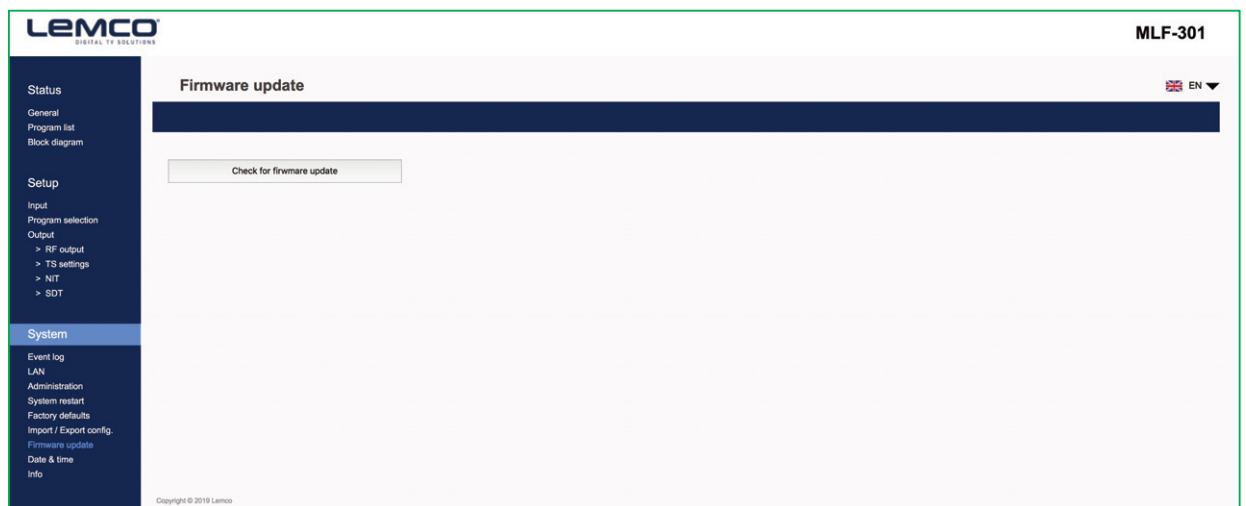 LEMCO
DIGITAL TV SOLUTIONS
MLF-301
Status
General
Program list
Block diagram
Setup
Input
Program selection
Output
> RF output
> TS settings
> NIT
> SDT
System
Event log
LAN
Administration
System restart
Factory defaults
Import / Export config.
Firmware update
Date & time
Info
Firmware update
EN
Check for firwmare update
Copyright © 2019 Lemco